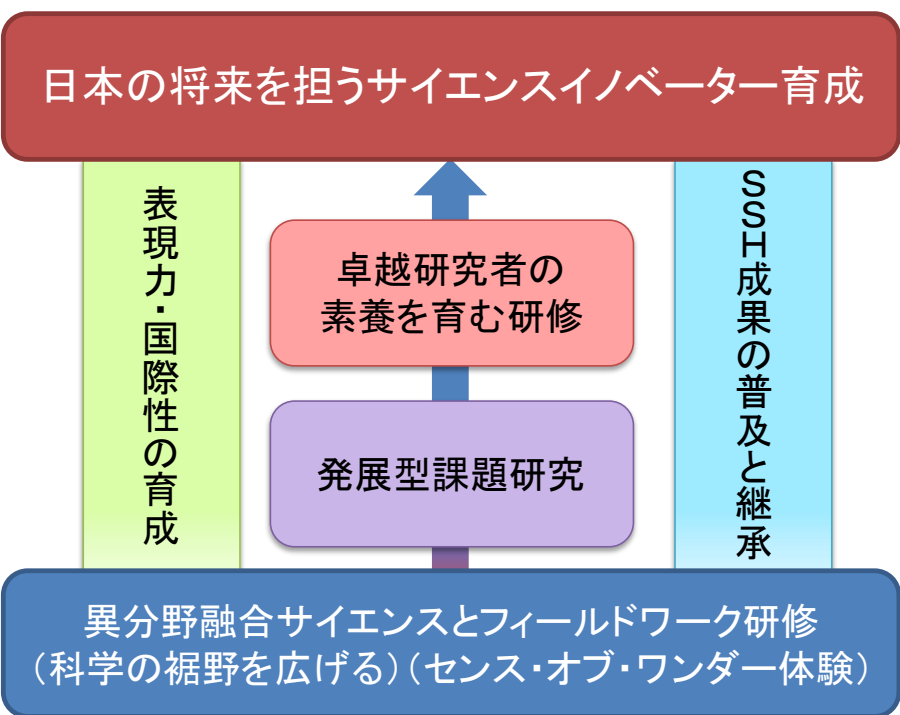 日本の将来を担うサイエンスイノベーター育成
表現力・国際性の育成
卓越研究者の
素養を育む研修
発展型課題研究
ＳＳＨ成果の普及と継承
異分野融合サイエンスとフィールドワーク研修
（科学の裾野を広げる）（センス・オブ・ワンダー体験）